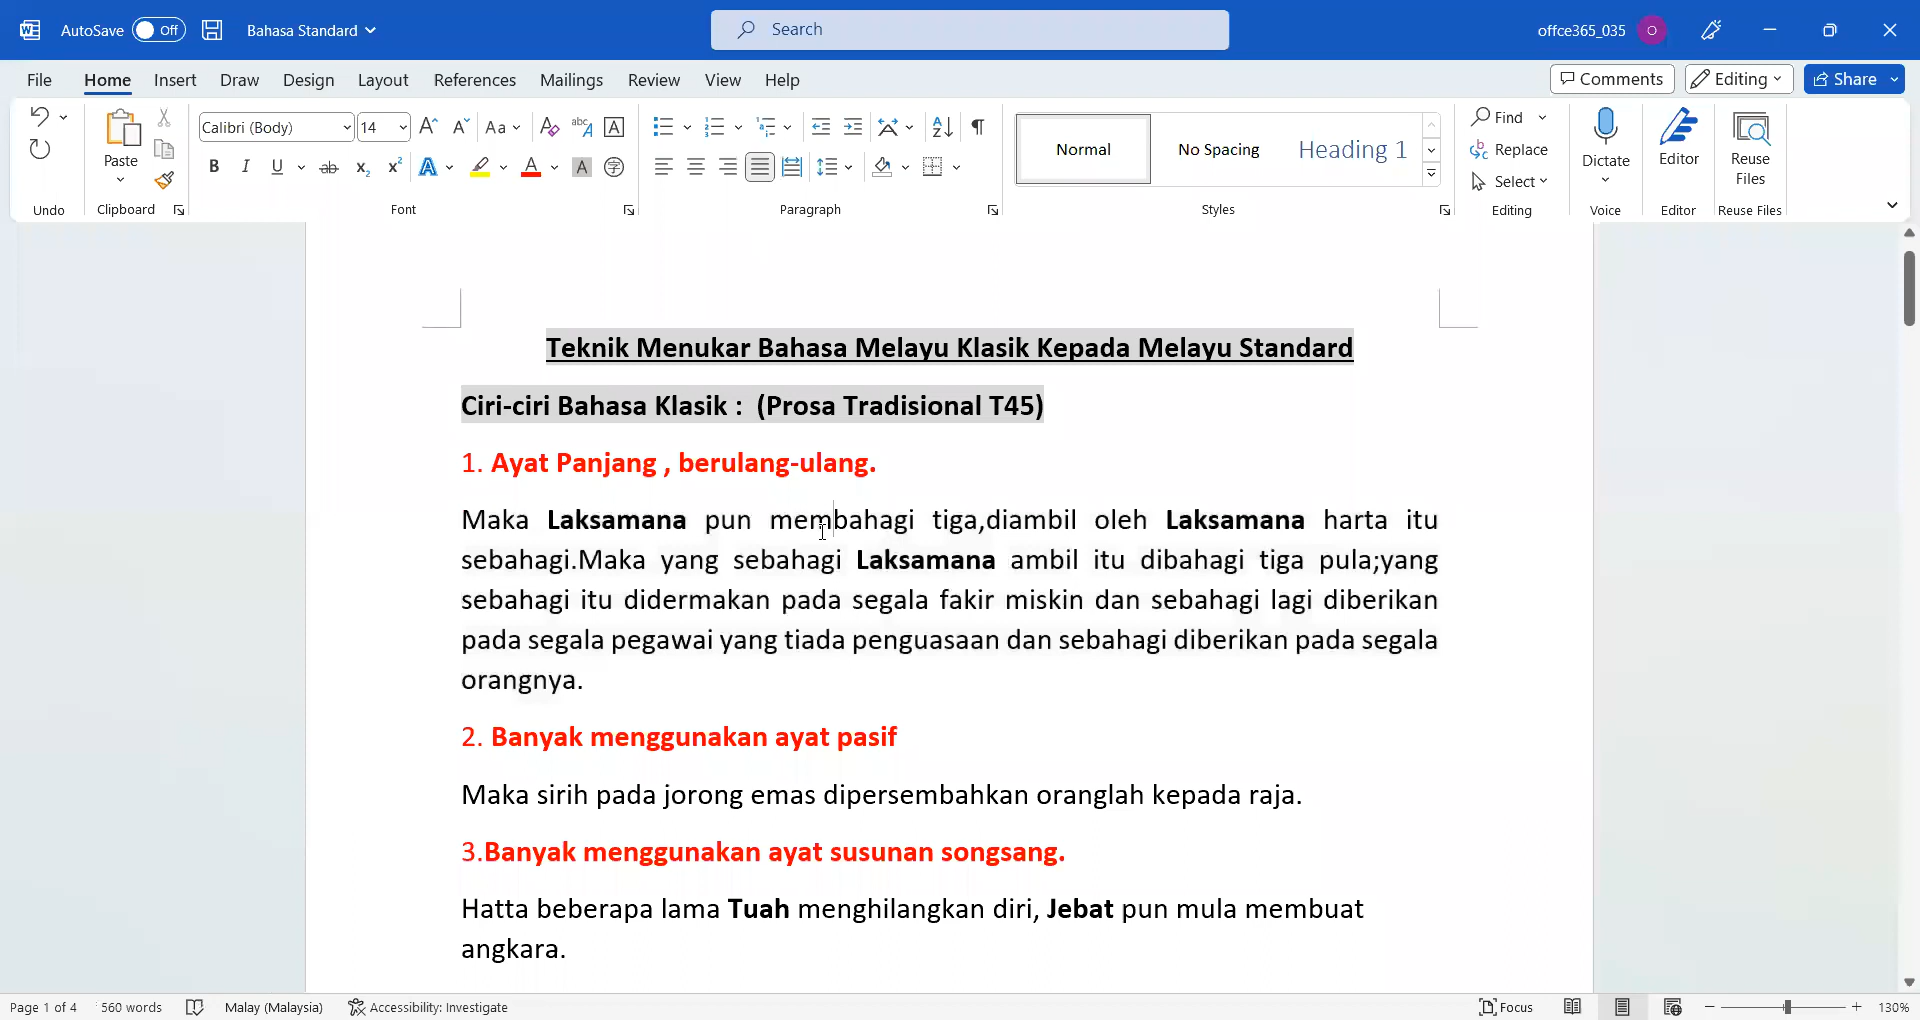 AutoSave Off Bahasa Standard Search offce365_035 O
File Home Insert Draw Design Layout References Mailings Review View Help Comments Editing Share
Calibri (Body) 14 Aa Find
Paste Normal No Spacing Heading 1 Replace Dictate Editor Reuse Files
B I U ab x₂ x² A A A Select
Undo Clipboard Font Paragraph Styles Editing Voice Editor Reuse Files
Teknik Menukar Bahasa Melayu Klasik Kepada Melayu Standard
Ciri-ciri Bahasa Klasik : (Prosa Tradisional T45)
1. Ayat Panjang , berulang-ulang.
Maka Laksamana pun membahagi tiga,diambil oleh Laksamana harta itu
sebahagi.Maka yang sebahagi Laksamana ambil itu dibahagi tiga pula;yang
sebahagi itu didermakan pada segala fakir miskin dan sebahagi lagi diberikan
pada segala pegawai yang tiada penguasaan dan sebahagi diberikan pada segala
orangnya.
2. Banyak menggunakan ayat pasif
Maka sirih pada jorong emas dipersembahkan oranglah kepada raja.
3.Banyak menggunakan ayat susunan songsang.
Hatta beberapa lama Tuah menghilangkan diri, Jebat pun mula membuat
angkara.
Page 1 of 4 560 words Malay (Malaysia) Accessibility: Investigate Focus 130%